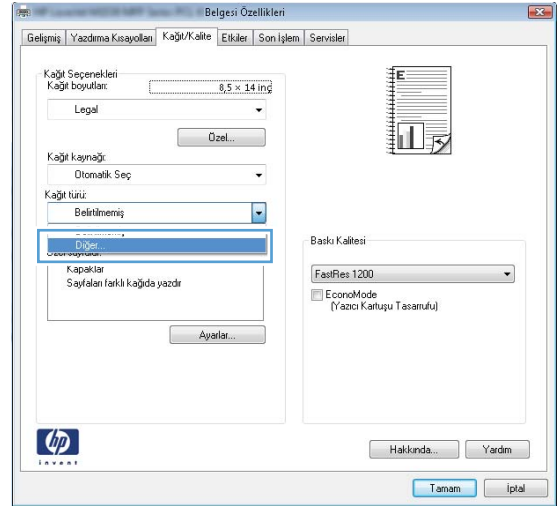 Belgesi Özellikleri
Gelişmiş Yazdırma Kısayolları Kağıt/Kalite Etkiler Son İşlem Servisler
Kağıt Seçenekleri
Kağıt boyutları: 8,5 × 14 inç
Legal
Özel...
Kağıt kaynağı:
Otomatik Seç
Kağıt türü:
Belirtilmemiş
Diğer...
Kapaklar
Sayfaları farklı kağıda yazdır
Ayarlar...
E
Baskı Kalitesi
FastRes 1200
EconoMode
(Yazıcı Kartuşu Tasarrufu)
hp
invent
Hakkında... Yardım
Tamam İptal